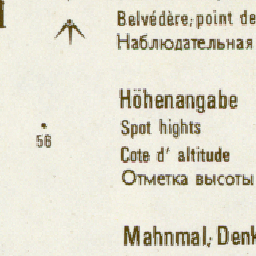 Belvédère, point de
Наблюдательная
Höhenangabe
56
Spot hights
Cote d' altitude
Отметка высоты
Mahnmal, Denk